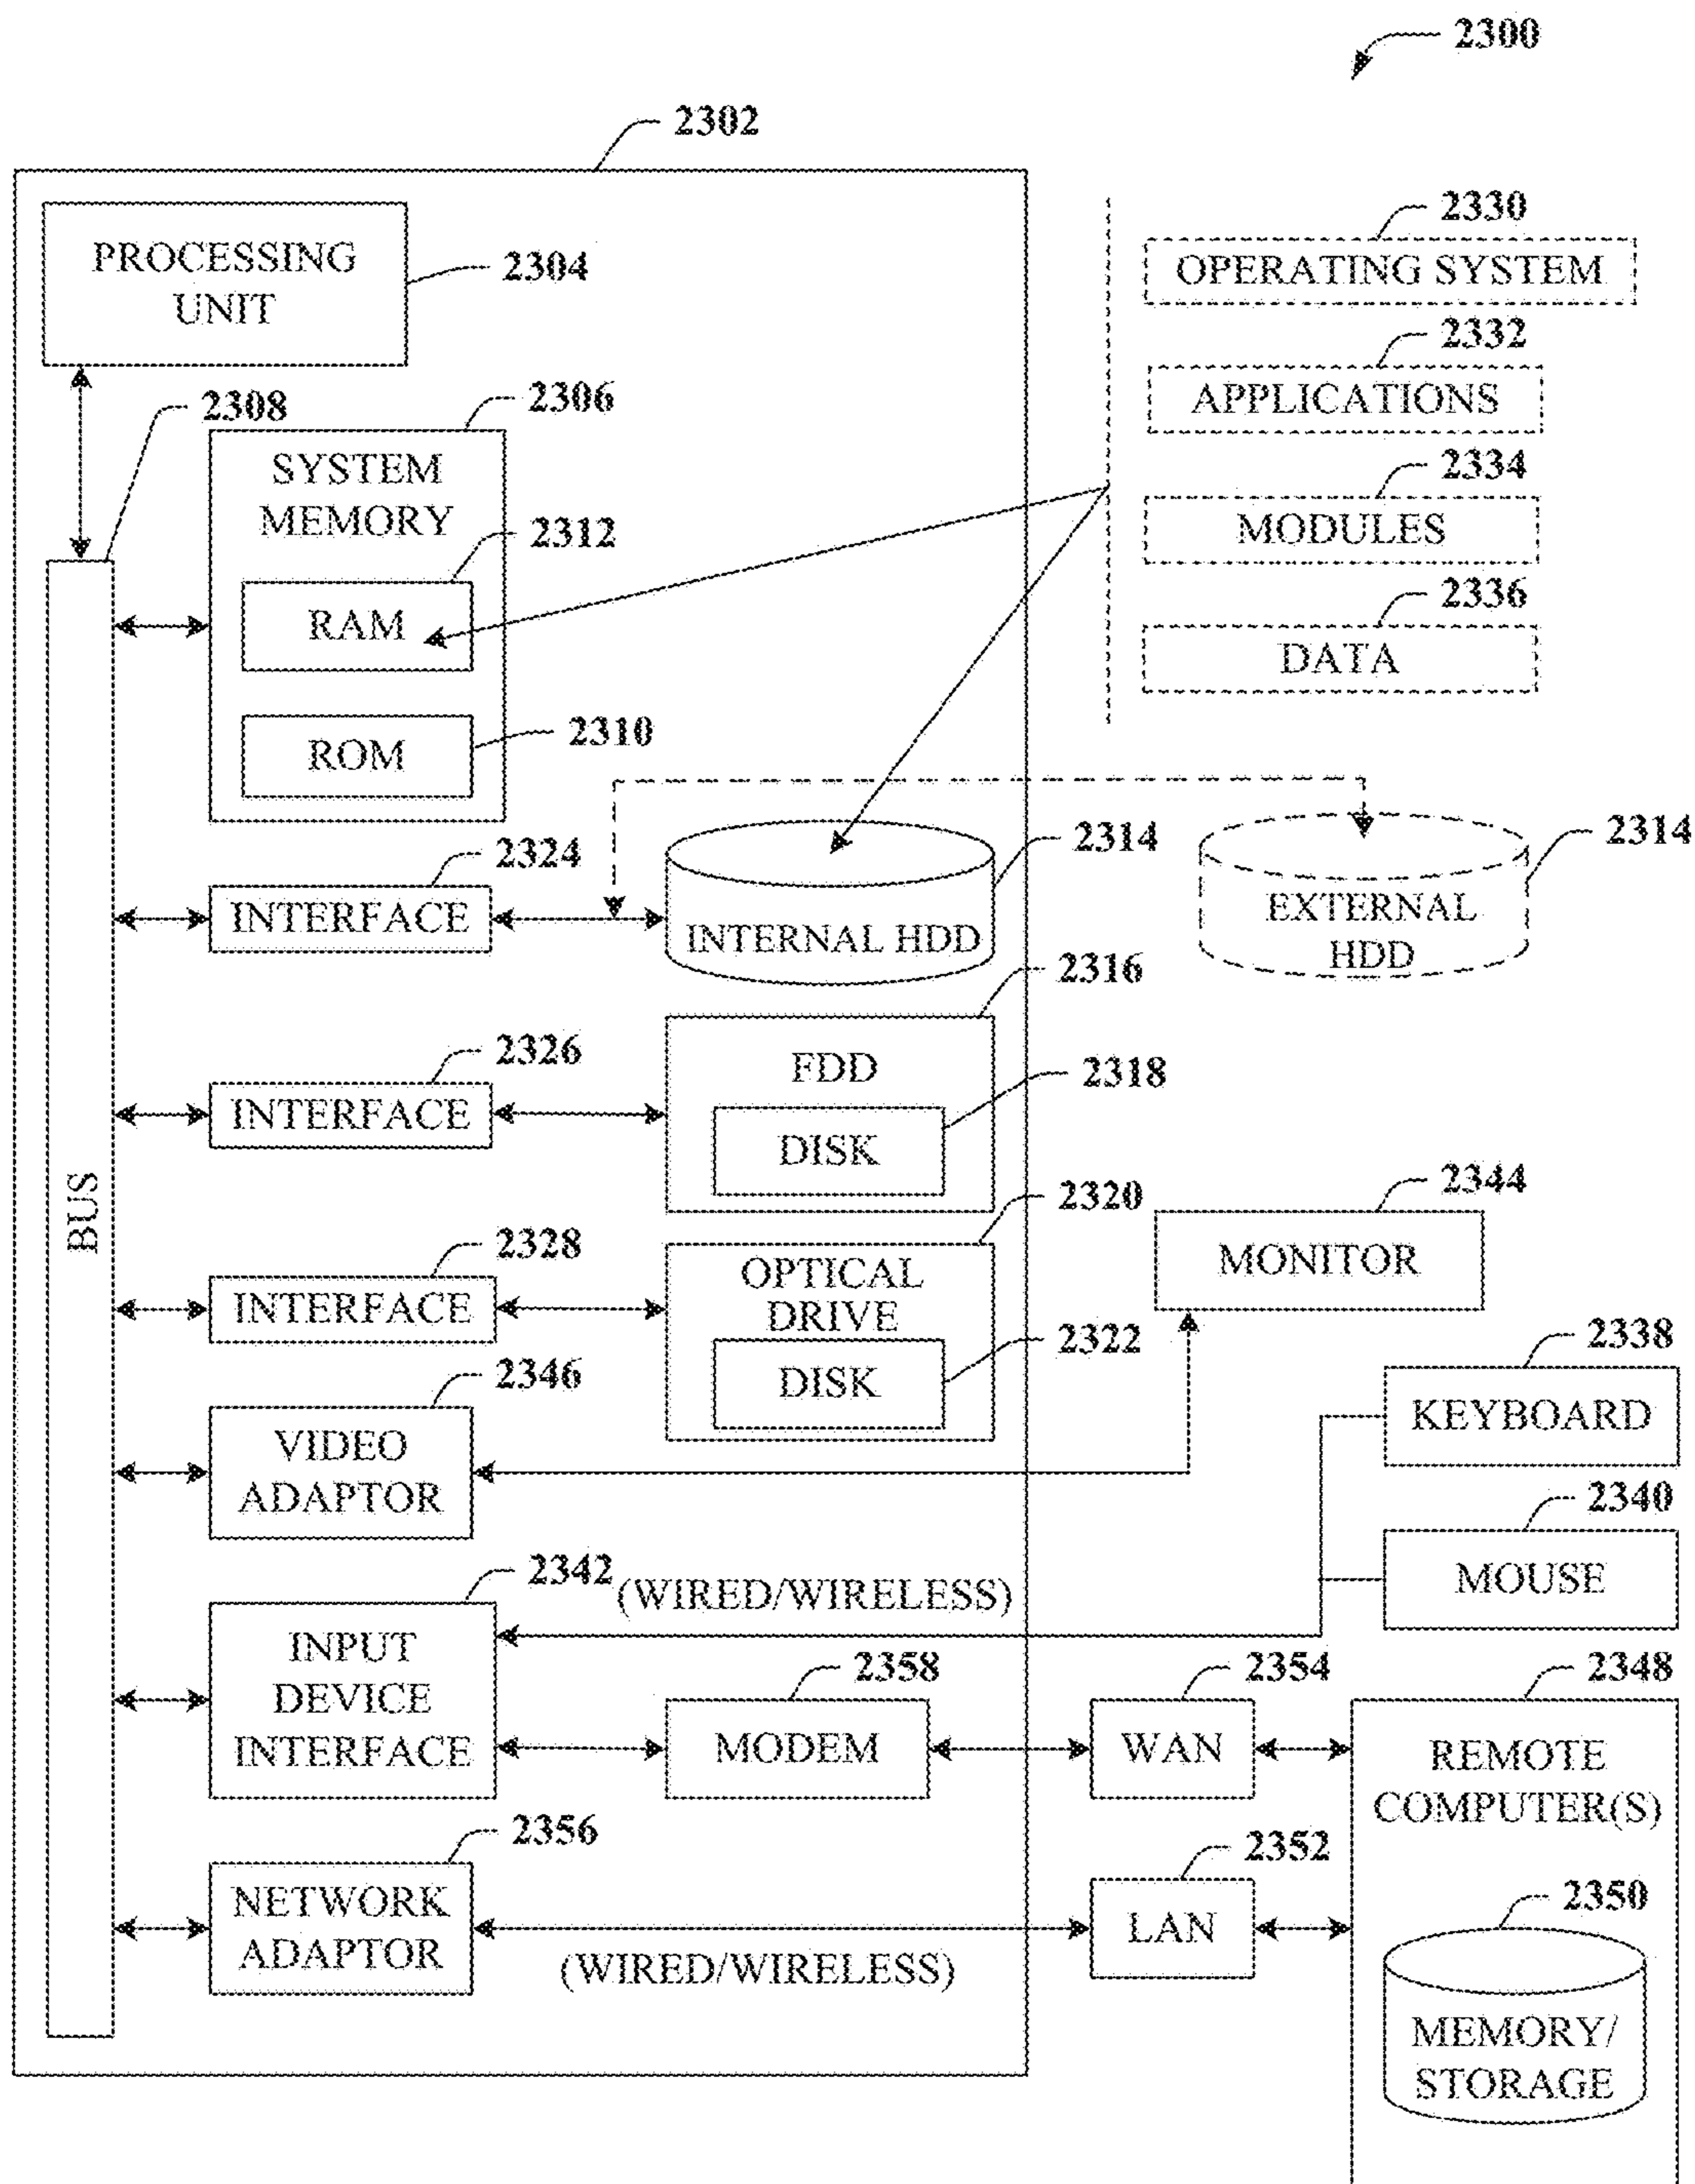 2300
2302
PROCESSING
UNIT
2304
2330
OPERATING SYSTEM
2332
APPLICATIONS
2334
MODULES
2336
DATA
2308
2306
SYSTEM
MEMORY
2312
RAM
2310
ROM
BUS
2324
INTERFACE
2314
INTERNAL HDD
2314
EXTERNAL
HDD
2326
INTERFACE
2316
FDD
2318
DISK
2328
INTERFACE
2320
OPTICAL
DRIVE
2322
DISK
2344
MONITOR
2346
VIDEO
ADAPTOR
2338
KEYBOARD
2340
MOUSE
2342
(WIRED/WIRELESS)
INPUT
DEVICE
INTERFACE
2358
MODEM
2354
WAN
2348
REMOTE
COMPUTER(S)
2356
NETWORK
ADAPTOR
(WIRED/WIRELESS)
2352
LAN
2350
MEMORY/
STORAGE